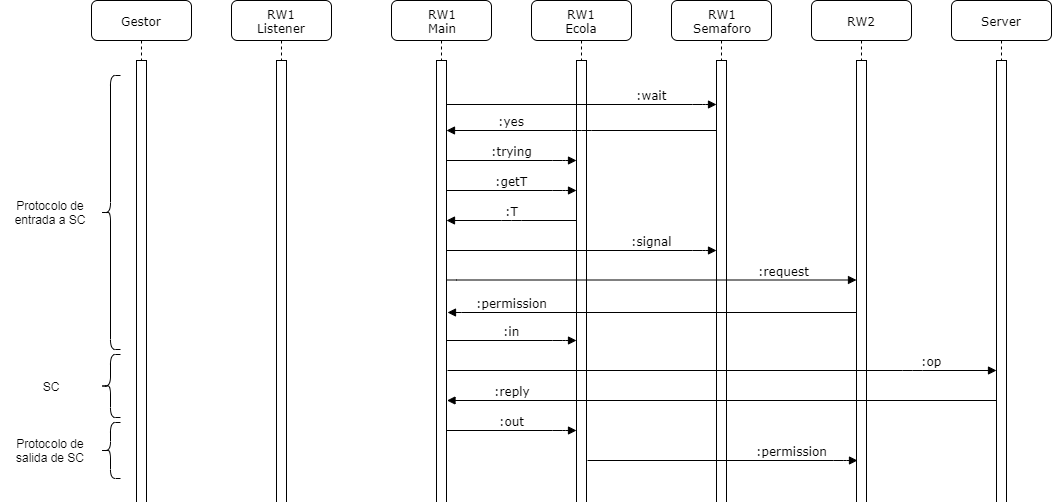 Gestor
RW1
Listener
RW1
Main
RW1
Ecola
RW1
Semaforo
RW2
Server
:wait
:yes
:trying
:getT
:T
:signal
:request
:permission
:in
:op
:reply
:out
:permission
Protocolo de
entrada a SC
SC
Protocolo de
salida de SC